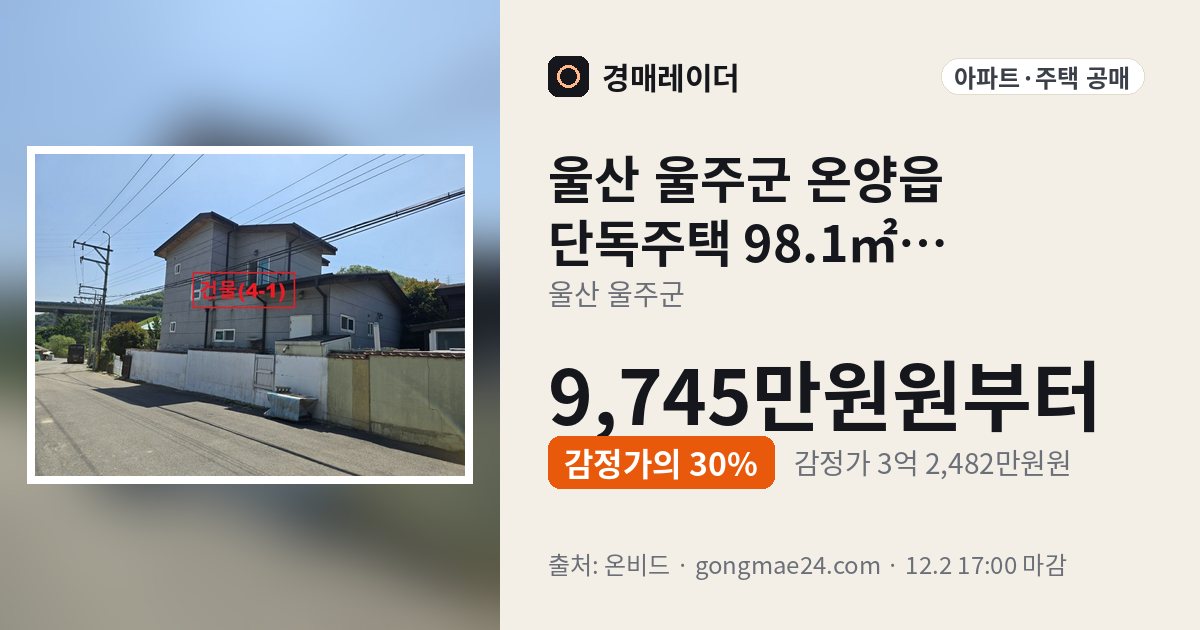 경매레이더
아파트·주택 공매
울산 울주군 온양읍
단독주택 98.1㎡…
울산 울주군
9,745만원원부터
감정가의 30%
감정가 3억 2,482만원원
출처: 온비드 · gongmae24.com · 12.2 17:00 마감
건물(4-1)